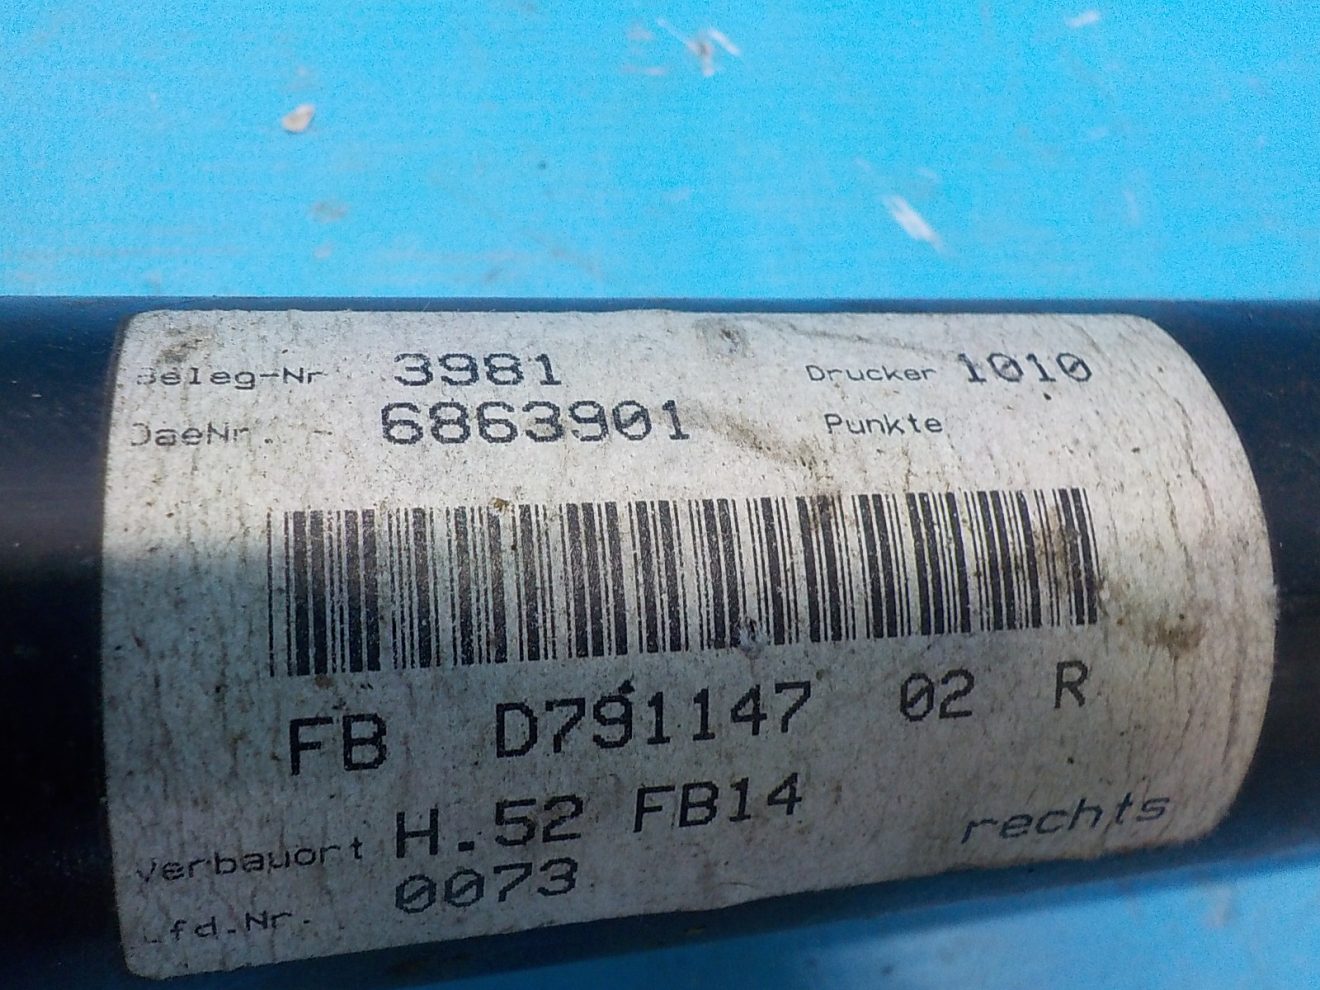 Beleg-Nr 3981 Drucker 1010
DaeNr. 6863901 Punkte
FB D791147 02 R
Verbauort H.52 FB14 rechts
Lfd.Nr. 0073